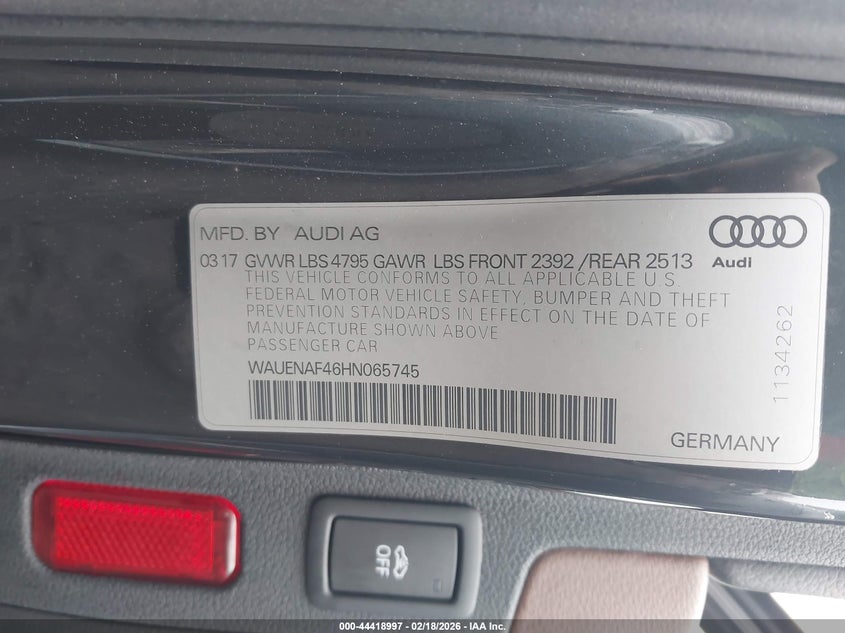 MFD. BY AUDI AG
03 17 GVWR LBS 4795 GAWR LBS FRONT 2392 /REAR 2513
Audi
THIS VEHICLE CONFORMS TO ALL APPLICABLE U.S.
FEDERAL MOTOR VEHICLE SAFETY, BUMPER AND THEFT
PREVENTION STANDARDS IN EFFECT ON THE DATE OF
MANUFACTURE SHOWN ABOVE
PASSENGER CAR
WAUENAF46HN065745
1134262
GERMANY
OFF
000-44418997 - 02/18/2026 - IAA Inc.